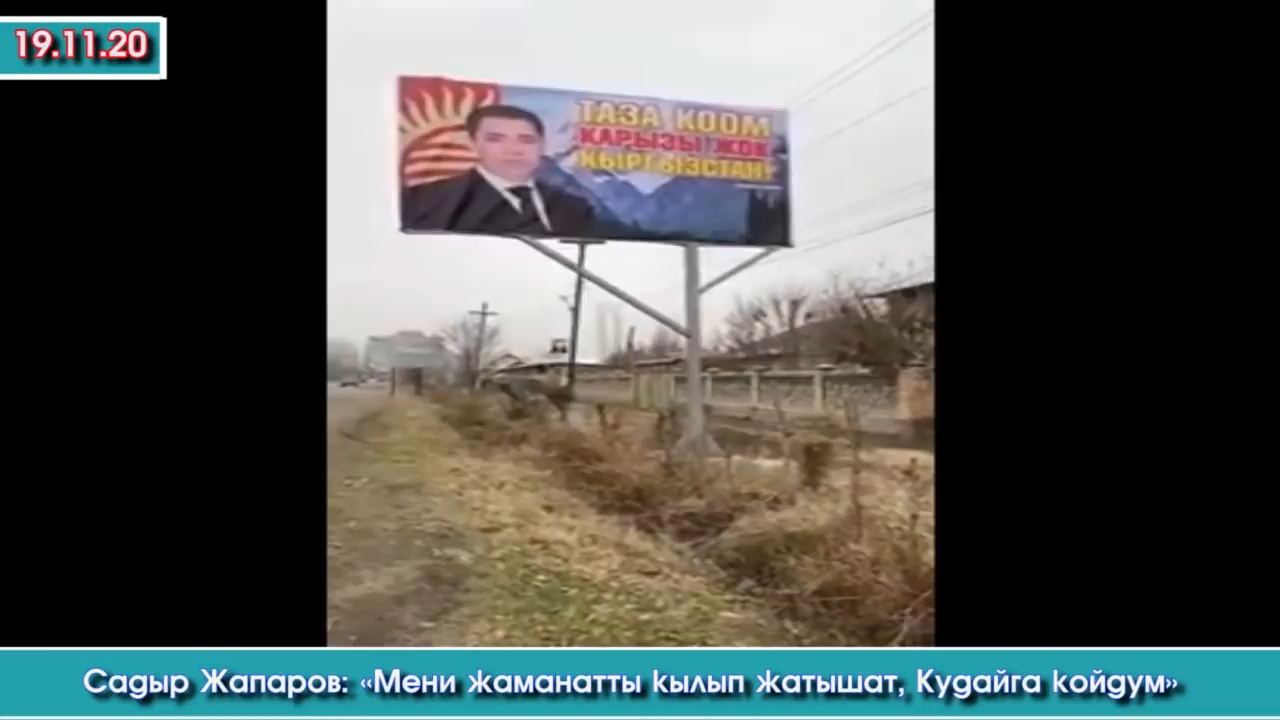 19.11.20
ТАЗА КООМ
КАРЫЗЫ ЖОК
КЫРГЫЗСТАН!
Садыр Жапаров: «Мени жаманатты кылып жатышат, Кудайга койдум»